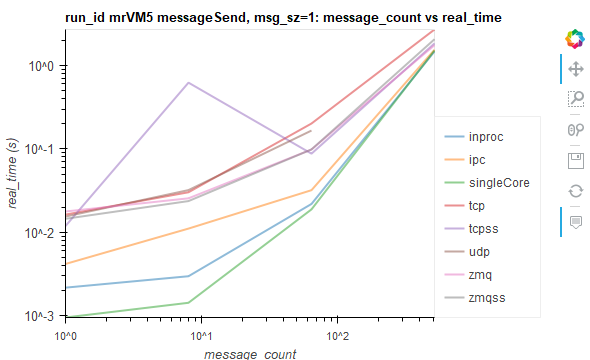 run_id mrVM5 messageSend, msg_sz=1: message_count vs real_time
real_time (s)
10^0
10^-1
10^-2
10^-3
10^0
10^1
10^2
message_count
inproc
ipc
singleCore
tcp
tcpss
udp
zmq
zmqss